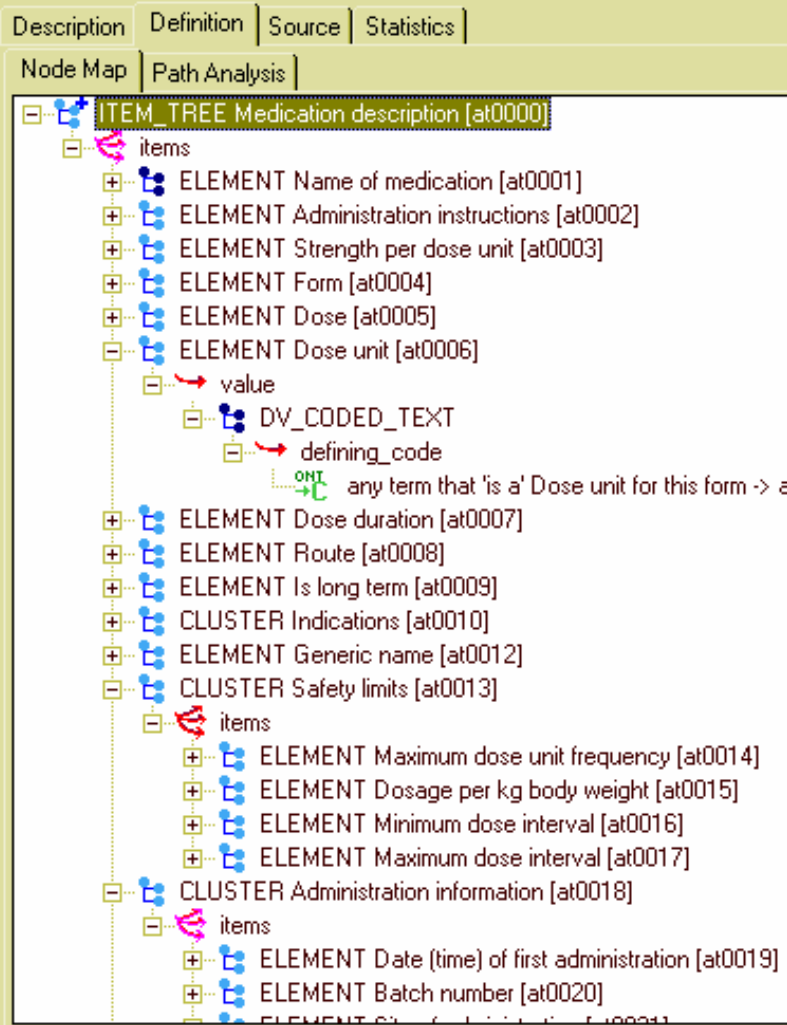 Description Definition Source Statistics
Node Map Path Analysis
ITEM_TREE Medication description [at0000]
items
ELEMENT Name of medication [at0001]
ELEMENT Administration instructions [at0002]
ELEMENT Strength per dose unit [at0003]
ELEMENT Form [at0004]
ELEMENT Dose [at0005]
ELEMENT Dose unit [at0006]
value
DV_CODED_TEXT
defining_code
ONT C any term that 'is a' Dose unit for this form -> a
ELEMENT Dose duration [at0007]
ELEMENT Route [at0008]
ELEMENT Is long term [at0009]
CLUSTER Indications [at0010]
ELEMENT Generic name [at0012]
CLUSTER Safety limits [at0013]
items
ELEMENT Maximum dose unit frequency [at0014]
ELEMENT Dosage per kg body weight [at0015]
ELEMENT Minimum dose interval [at0016]
ELEMENT Maximum dose interval [at0017]
CLUSTER Administration information [at0018]
items
ELEMENT Date (time) of first administration [at0019]
ELEMENT Batch number [at0020]